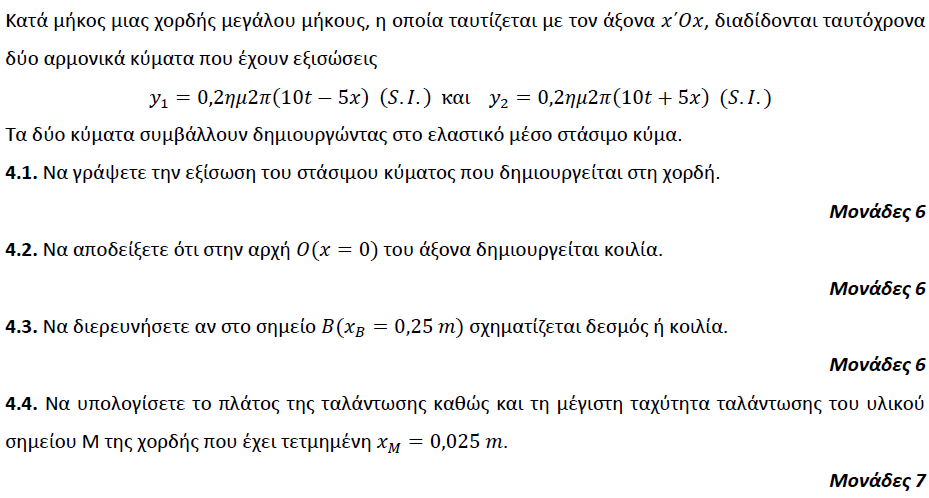 Κατά μήκος μιας χορδής μεγάλου μήκους, η οποία ταυτίζεται με τον άξονα x′Ox, διαδίδονται ταυτόχρονα
δύο αρμονικά κύματα που έχουν εξισώσεις
y₁ = 0,2ημ2π(10t − 5x) (S.I.) και y₂ = 0,2ημ2π(10t + 5x) (S.I.)
Τα δύο κύματα συμβάλλουν δημιουργώντας στο ελαστικό μέσο στάσιμο κύμα.
4.1. Να γράψετε την εξίσωση του στάσιμου κύματος που δημιουργείται στη χορδή.
Μονάδες 6
4.2. Να αποδείξετε ότι στην αρχή O(x = 0) του άξονα δημιουργείται κοιλία.
Μονάδες 6
4.3. Να διερευνήσετε αν στο σημείο B(x_B = 0,25 m) σχηματίζεται δεσμός ή κοιλία.
Μονάδες 6
4.4. Να υπολογίσετε το πλάτος της ταλάντωσης καθώς και τη μέγιστη ταχύτητα ταλάντωσης του υλικού
σημείου Μ της χορδής που έχει τετμημένη x_M = 0,025 m.
Μονάδες 7